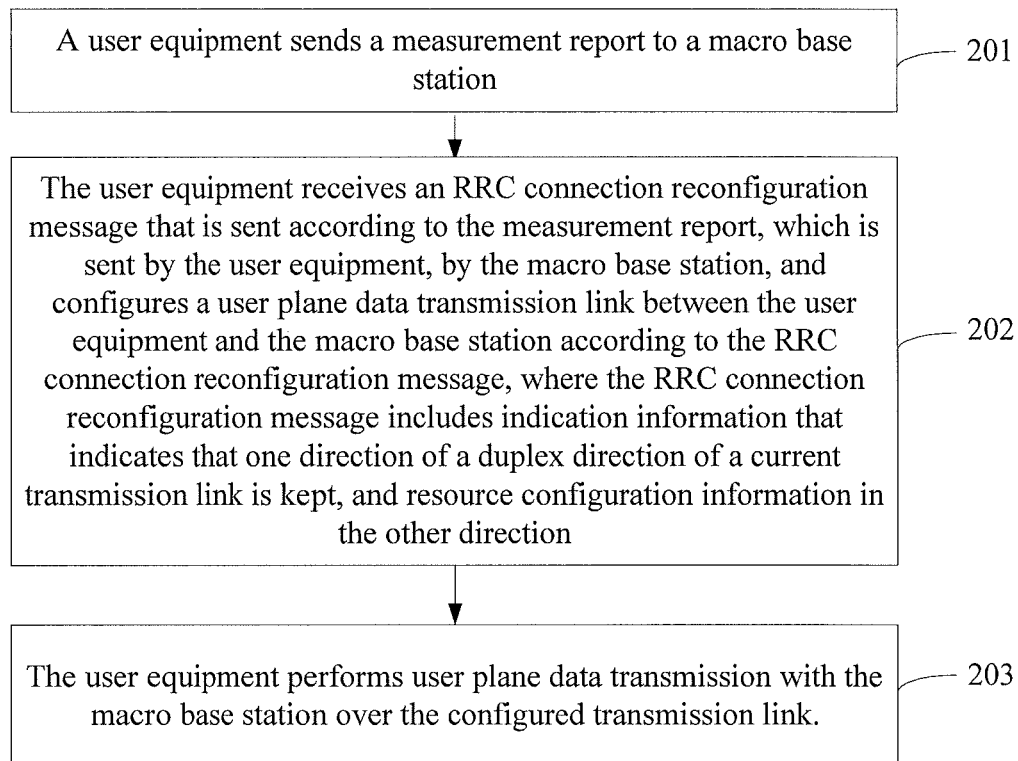 A user equipment sends a measurement report to a macro base
station
201
The user equipment receives an RRC connection reconfiguration
message that is sent according to the measurement report, which is
sent by the user equipment, by the macro base station, and
configures a user plane data transmission link between the user
equipment and the macro base station according to the RRC
connection reconfiguration message, where the RRC connection
reconfiguration message includes indication information that
indicates that one direction of a duplex direction of a current
transmission link is kept, and resource configuration information in
the other direction
202
The user equipment performs user plane data transmission with the
macro base station over the configured transmission link.
203